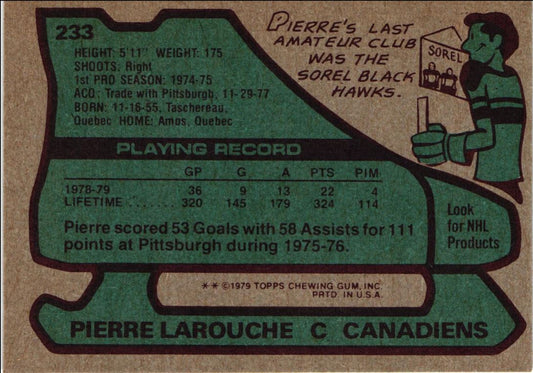 233
HEIGHT: 5'11" WEIGHT: 175
SHOOTS: Right
1st PRO SEASON: 1974-75
ACQ: Trade with Pittsburgh, 11-29-77
BORN: 11-16-55, Taschereau,
Quebec HOME: Amos, Quebec
PIERRE'S LAST
AMATEUR CLUB
WAS THE
SOREL BLACK
HAWKS.
SOREL
PLAYING RECORD
GP G. A PTS PIM
1978-79 36 9 13 22 4
LIFETIME ...... 320 145 179 324 114
Pierre scored 53 Goals with 58 Assists for 111
points at Pittsburgh during 1975-76.
Look
for NHL
Products
** ©1979 TOPPS CHEWING GUM, INC
PRTD. IN U.S.A.
PIERRE LAROUCHE C CANADIENS